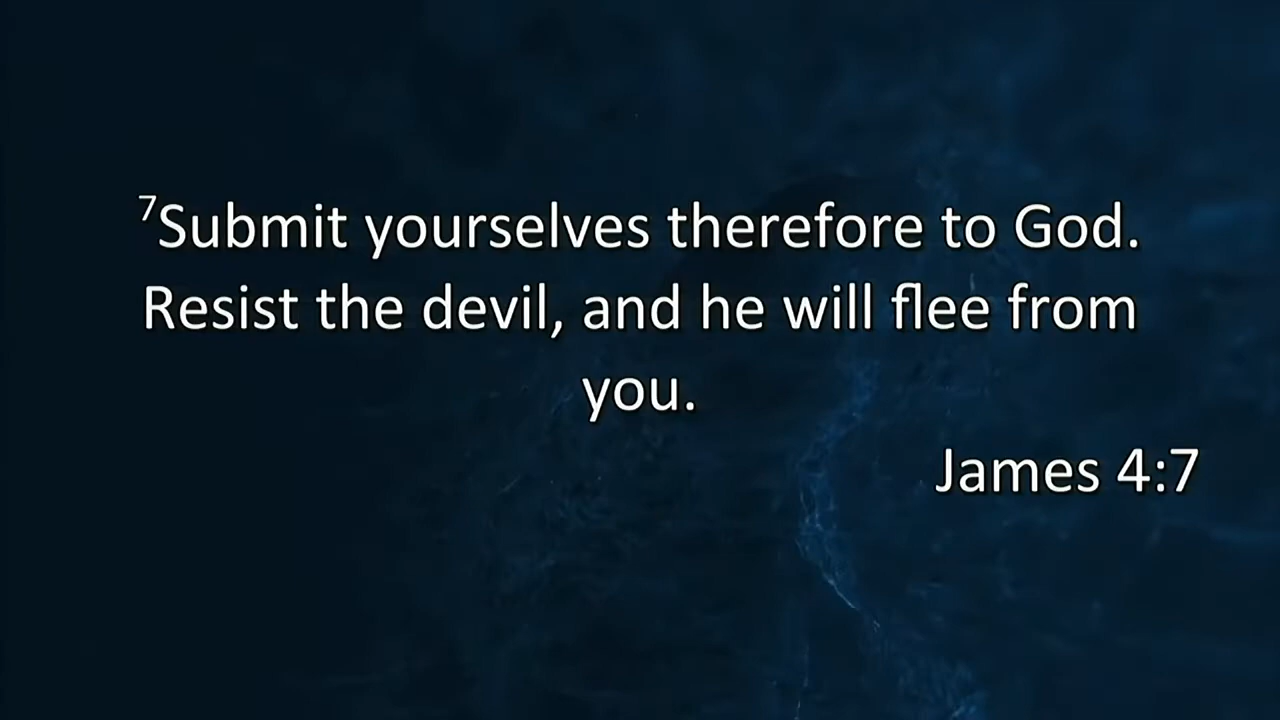 ⁷Submit yourselves therefore to God.
Resist the devil, and he will flee from
you.
James 4:7